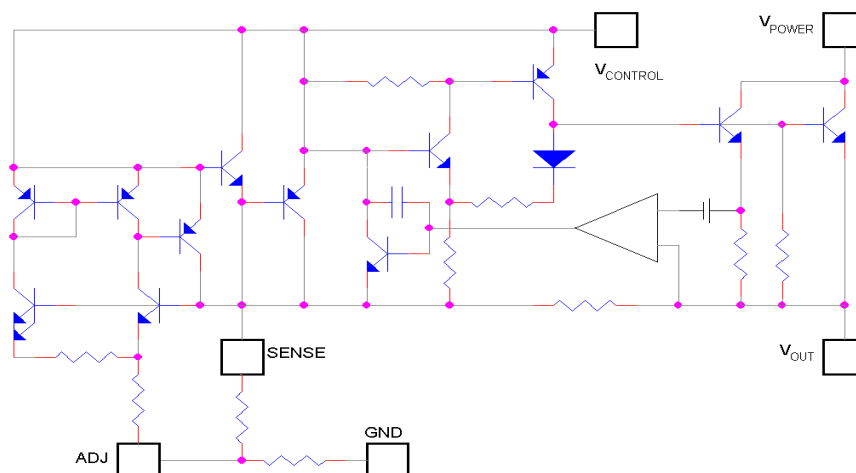 VPOWER
VCONTROL
SENSE
VOUT
GND
ADJ